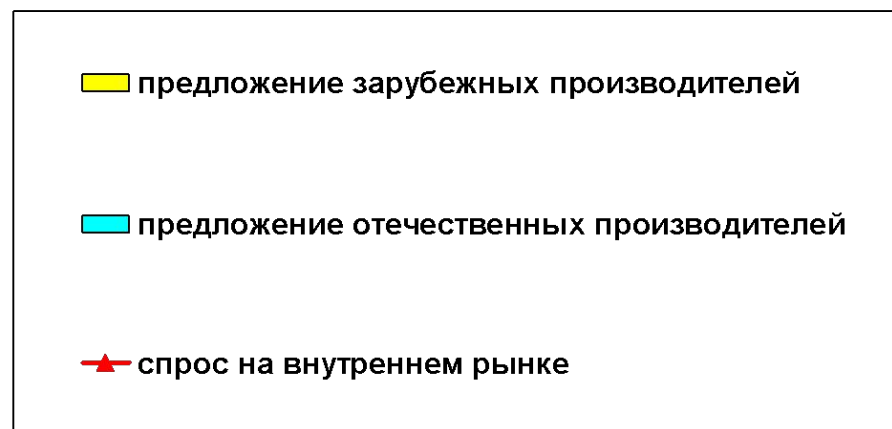 предложение зарубежных производителей
предложение отечественных производителей
спрос на внутреннем рынке